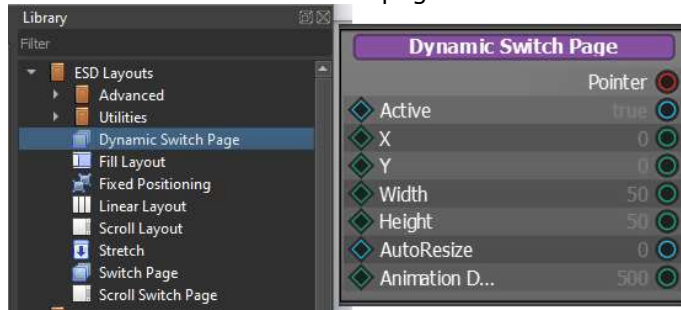 Library
Filter
ESD Layouts
Advanced
Utilities
Dynamic Switch Page
Fill Layout
Fixed Positioning
Linear Layout
Scroll Layout
Stretch
Switch Page
Scroll Switch Page
Dynamic Switch Page
Pointer
Active true
X 0
Y 0
Width 50
Height 50
AutoResize 0
Animation D... 500